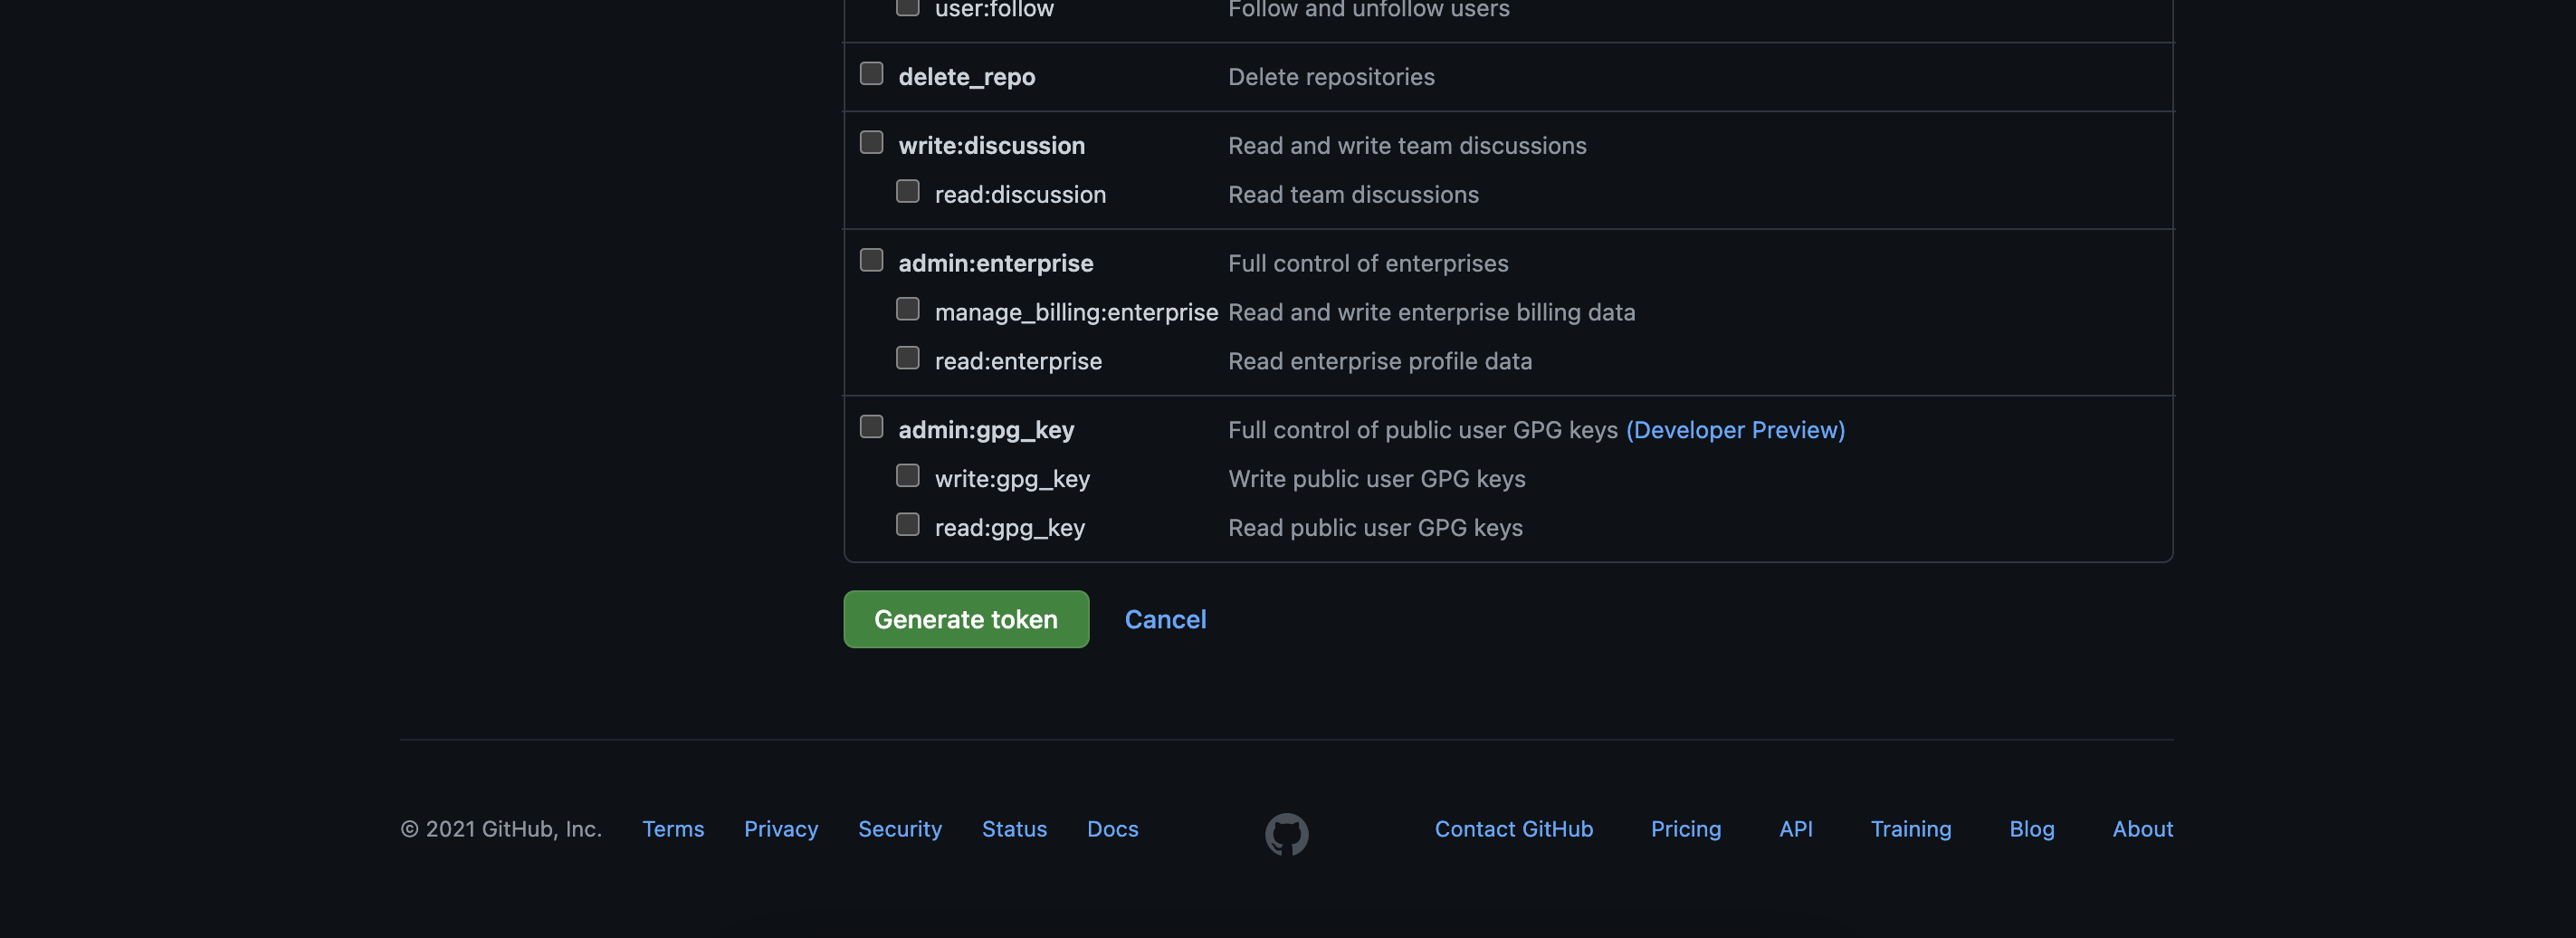 user:follow Follow and unfollow users
delete_repo Delete repositories
write:discussion Read and write team discussions
read:discussion Read team discussions
admin:enterprise Full control of enterprises
manage_billing:enterprise Read and write enterprise billing data
read:enterprise Read enterprise profile data
admin:gpg_key Full control of public user GPG keys (Developer Preview)
write:gpg_key Write public user GPG keys
read:gpg_key Read public user GPG keys
Generate token Cancel
© 2021 GitHub, Inc. Terms Privacy Security Status Docs Contact GitHub Pricing API Training Blog About